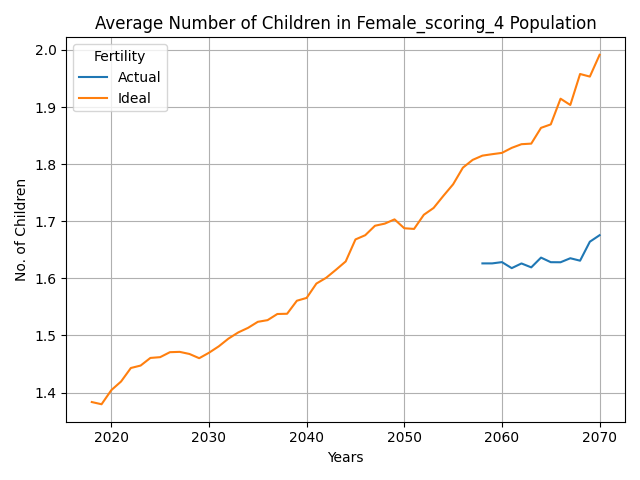 Average Number of Children in Female_scoring_4 Population
Fertility
Actual
Ideal
No. of Children
2.0
1.9
1.8
1.7
1.6
1.5
1.4
2020 2030 2040 2050 2060 2070
Years